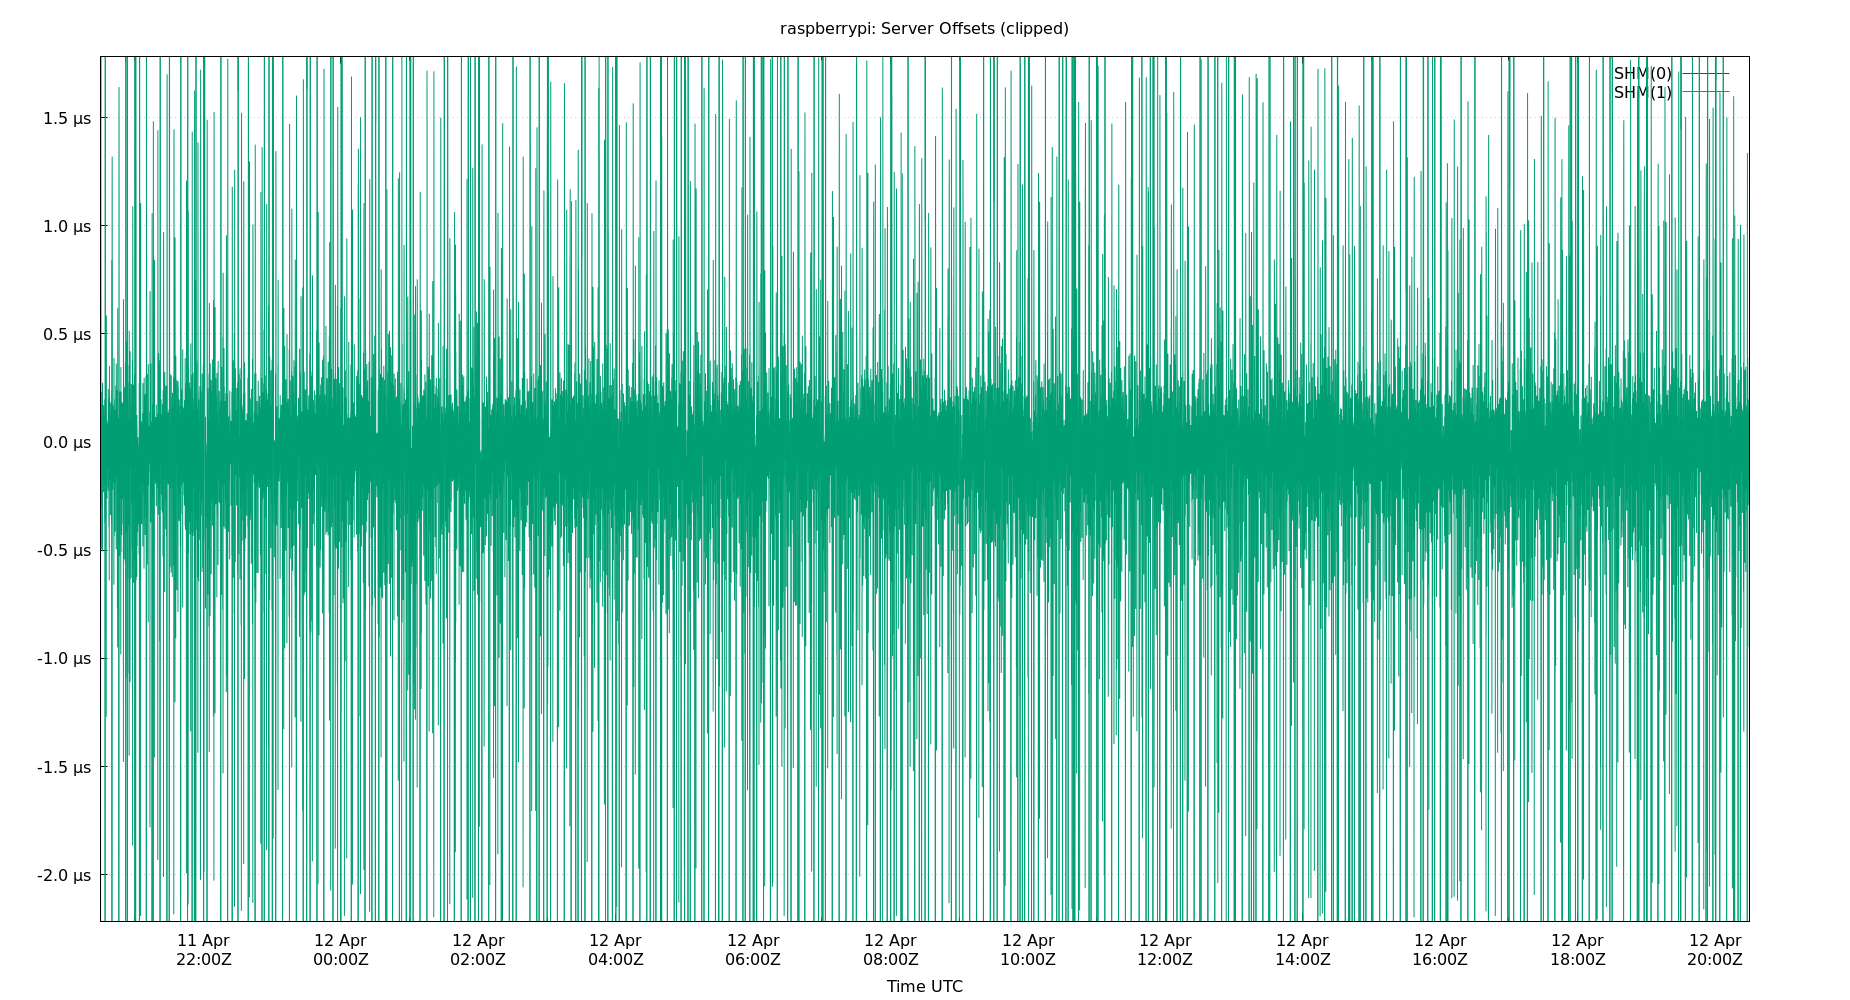 raspberrypi: Server Offsets (clipped)
SHM(0)
SHM(1)
1.5 µs
1.0 µs
0.5 µs
0.0 µs
-0.5 µs
-1.0 µs
-1.5 µs
-2.0 µs
11 Apr 12 Apr 12 Apr 12 Apr 12 Apr 12 Apr 12 Apr 12 Apr 12 Apr 12 Apr 12 Apr 12 Apr
22:00Z 00:00Z 02:00Z 04:00Z 06:00Z 08:00Z 10:00Z 12:00Z 14:00Z 16:00Z 18:00Z 20:00Z
Time UTC